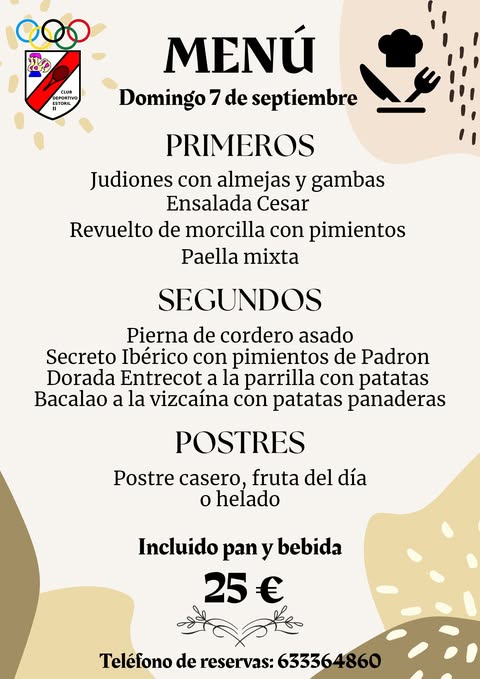 CLUB
DEPORTIVO
ESTORIL
II
MENÚ
Domingo 7 de septiembre
PRIMEROS
Judiones con almejas y gambas
Ensalada Cesar
Revuelto de morcilla con pimientos
Paella mixta
SEGUNDOS
Pierna de cordero asado
Secreto Ibérico con pimientos de Padron
Dorada Entrecot a la parrilla con patatas
Bacalao a la vizcaína con patatas panaderas
POSTRES
Postre casero, fruta del día
o helado
Incluido pan y bebida
25 €
Teléfono de reservas: 633364860